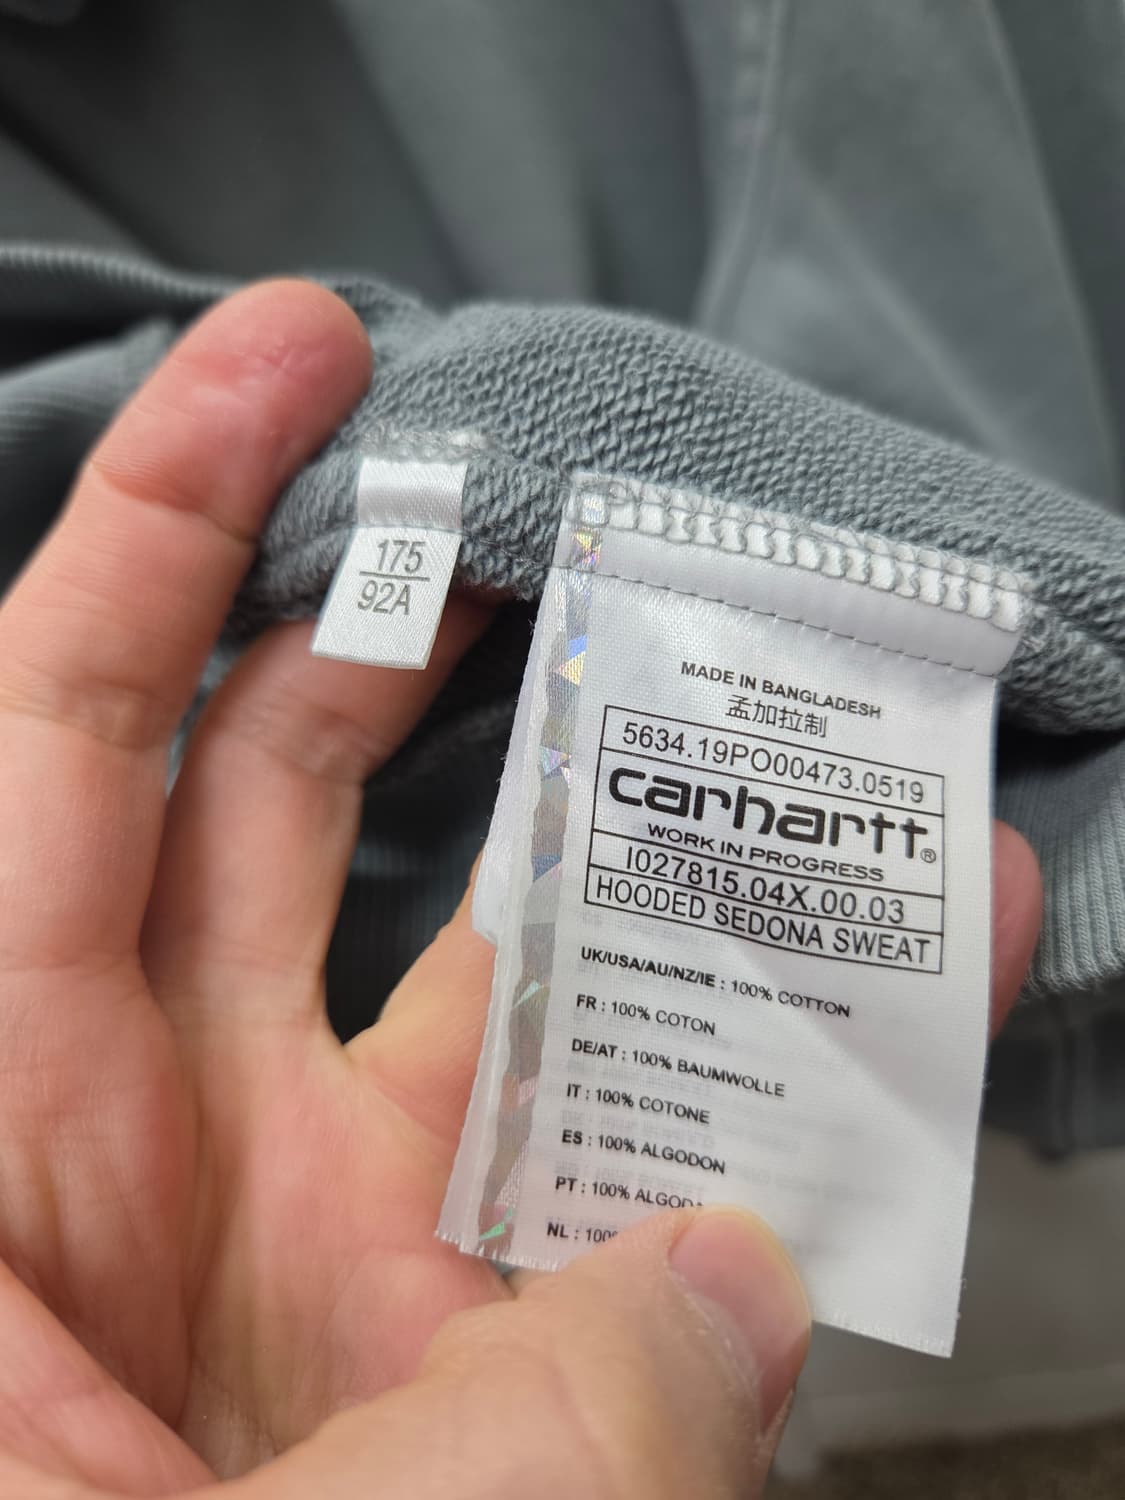 175
92A
MADE IN BANGLADESH
孟加拉制
5634.19PO00473.0519
carhartt®
WORK IN PROGRESS
I027815.04X.00.03
HOODED SEDONA SWEAT
UK/USA/AU/NZ/IE : 100% COTTON
FR : 100% COTON
DE/AT : 100% BAUMWOLLE
IT : 100% COTONE
ES : 100% ALGODON
PT : 100%
NL :